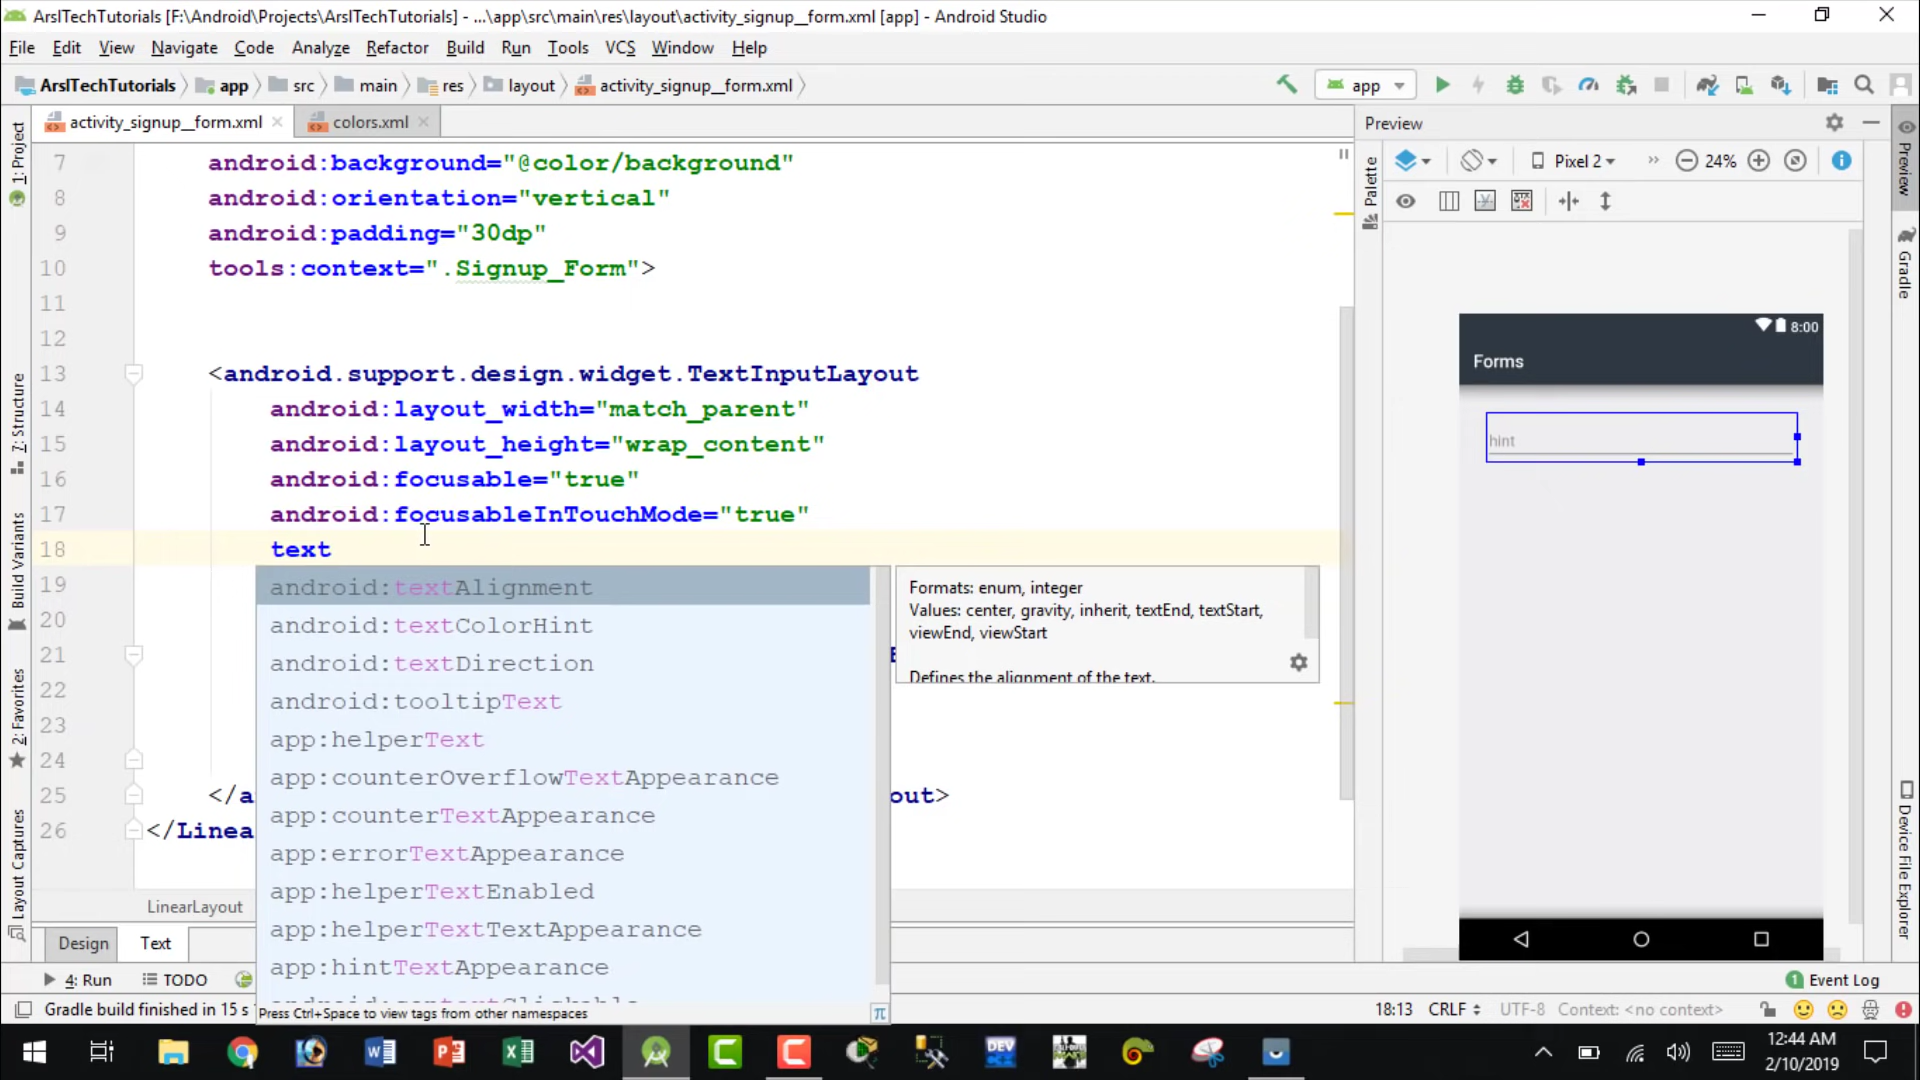 ArslTechTutorials [F:\Android\Projects\ArslTechTutorials] - ...\app\src\main\res\layout\activity_signup__form.xml [app] - Android Studio
File Edit View Navigate Code Analyze Refactor Build Run Tools VCS Window Help
ArslTechTutorials app src main res layout activity_signup__form.xml
app
activity_signup__form.xml
colors.xml
1: Project
7: Structure
Build Variants
2: Favorites
Layout Captures
7 android:background="@color/background"
8 android:orientation="vertical"
9 android:padding="30dp"
10 tools:context=".Signup_Form">
11
12
13 <android.support.design.widget.TextInputLayout
14 android:layout_width="match_parent"
15 android:layout_height="wrap_content"
16 android:focusable="true"
17 android:focusableInTouchMode="true"
18 text
19
20
21
22
23
24
25 </a out>
26 </Linea
android:textAlignment
android:textColorHint
android:textDirection
android:tooltipText
app:helperText
app:counterOverflowTextAppearance
app:counterTextAppearance
app:errorTextAppearance
app:helperTextEnabled
app:helperTextTextAppearance
app:hintTextAppearance
Press Ctrl+Space to view tags from other namespaces
π
Formats: enum, integer
Values: center, gravity, inherit, textEnd, textStart,
viewEnd, viewStart
Defines the alignment of the text.
LinearLayout
Design Text
Preview
Palette
Pixel 2
24%
8:00
Forms
hint
Preview
Gradle
Device File Explorer
4: Run
TODO
1 Event Log
Gradle build finished in 15 s
18:13 CRLF UTF-8 Context: <no context>
DEV
12:44 AM
2/10/2019